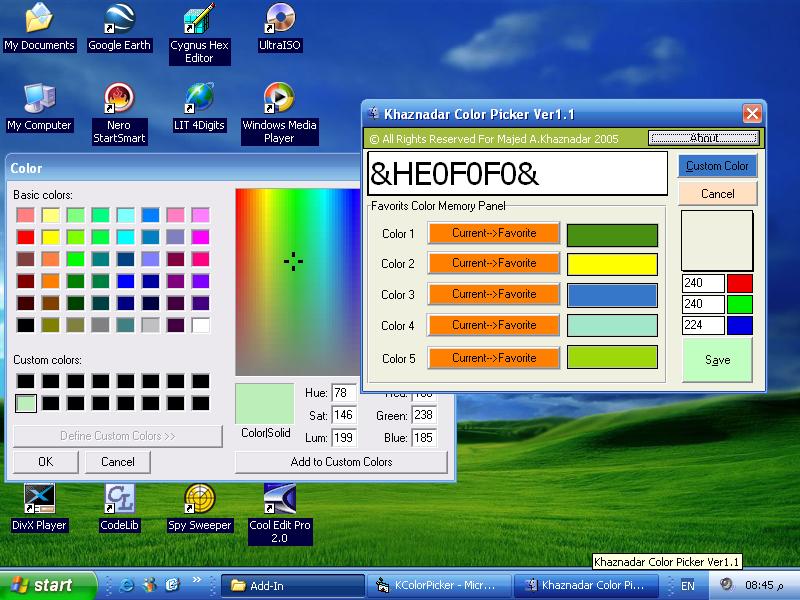 My Documents
Google Earth
Cygnus Hex
Editor
UltraISO
My Computer
Nero
StartSmart
LIT 4Digits
Windows Media
Player
Khaznadar Color Picker Ver1.1
© All Rights Reserved For Majed A.Khaznadar 2005
About
&HE0F0F0&
Custom Color
Cancel
Favorits Color Memory Panel
Color 1
Current-->Favorite
Color 2
Current-->Favorite
Color 3
Current-->Favorite
Color 4
Current-->Favorite
Color 5
Current-->Favorite
240
240
224
Save
Color
Basic colors:
Custom colors:
Define Custom Colors >>
OK
Cancel
Color|Solid
Hue: 78
Sat: 146
Green: 238
Lum: 199
Blue: 185
Add to Custom Colors
DivX Player
CodeLib
Spy Sweeper
Cool Edit Pro
2.0
Khaznadar Color Picker Ver1.1
start
Add-In
KColorPicker - Micr...
Khaznadar Color Pi...
EN
08:45 م